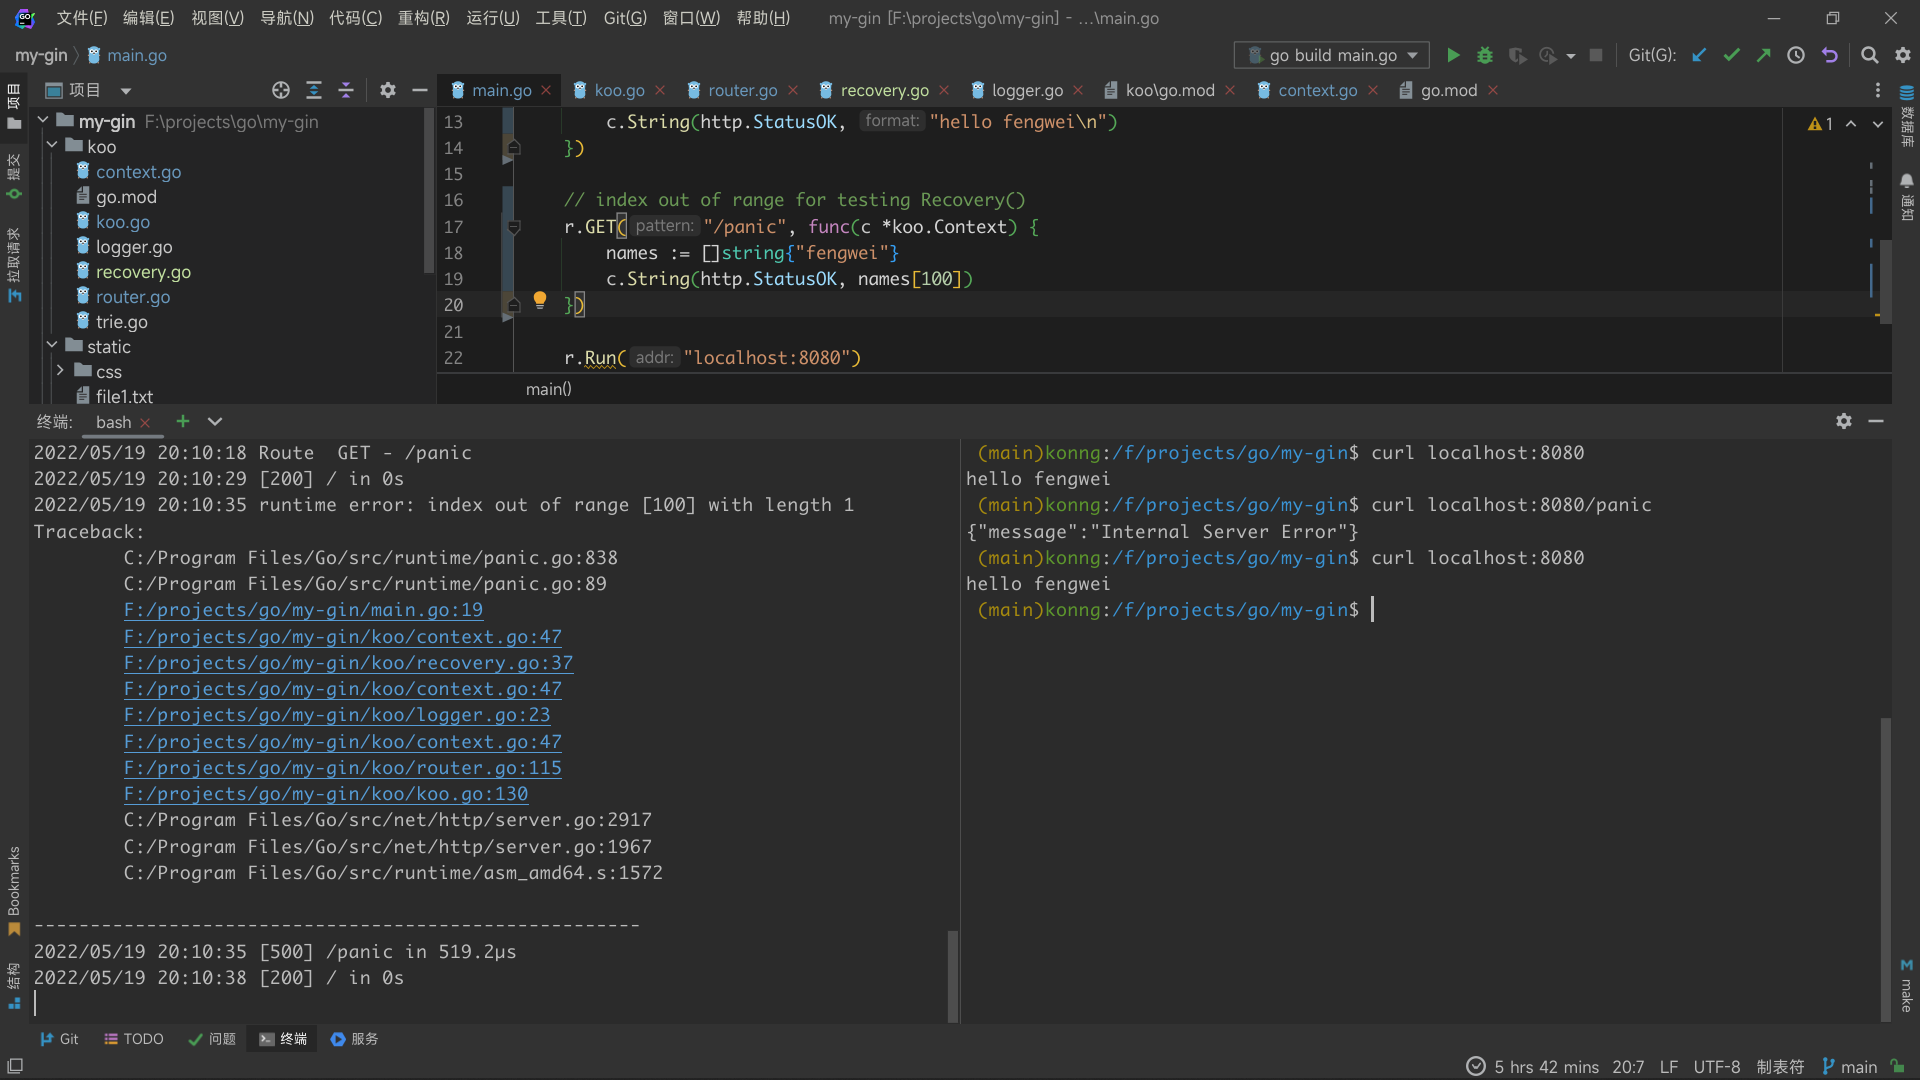 文件(F) 编辑(E) 视图(V) 导航(N) 代码(C) 重构(R) 运行(U) 工具(T) Git(G) 窗口(W) 帮助(H) my-gin [F:\projects\go\my-gin] - ...\main.go
my-gin main.go go build main.go Git(G):
项目 main.go koo.go router.go recovery.go logger.go koo\go.mod context.go go.mod
my-gin F:\projects\go\my-gin
koo
context.go
go.mod
koo.go
logger.go
recovery.go
router.go
trie.go
static
css
file1.txt
13 c.String(http.StatusOK, format: "hello fengwei\n")
14 })
15
16 // index out of range for testing Recovery()
17 r.GET( pattern: "/panic", func(c *koo.Context) {
18 names := []string{"fengwei"}
19 c.String(http.StatusOK, names[100])
20 })
21
22 r.Run( addr: "localhost:8080")
1
main()
项目
提交
拉取请求
Bookmarks
结构
数据库
通知
make
终端: bash
2022/05/19 20:10:18 Route  GET - /panic
2022/05/19 20:10:29 [200] / in 0s
2022/05/19 20:10:35 runtime error: index out of range [100] with length 1
Traceback:
C:/Program Files/Go/src/runtime/panic.go:838
C:/Program Files/Go/src/runtime/panic.go:89
F:/projects/go/my-gin/main.go:19
F:/projects/go/my-gin/koo/context.go:47
F:/projects/go/my-gin/koo/recovery.go:37
F:/projects/go/my-gin/koo/context.go:47
F:/projects/go/my-gin/koo/logger.go:23
F:/projects/go/my-gin/koo/context.go:47
F:/projects/go/my-gin/koo/router.go:115
F:/projects/go/my-gin/koo/koo.go:130
C:/Program Files/Go/src/net/http/server.go:2917
C:/Program Files/Go/src/net/http/server.go:1967
C:/Program Files/Go/src/runtime/asm_amd64.s:1572
------------------------------------------------------
2022/05/19 20:10:35 [500] /panic in 519.2µs
2022/05/19 20:10:38 [200] / in 0s
(main)konng:/f/projects/go/my-gin$ curl localhost:8080
hello fengwei
(main)konng:/f/projects/go/my-gin$ curl localhost:8080/panic
{"message":"Internal Server Error"}
(main)konng:/f/projects/go/my-gin$ curl localhost:8080
hello fengwei
(main)konng:/f/projects/go/my-gin$
Git TODO 问题 终端 服务
5 hrs 42 mins 20:7 LF UTF-8 制表符 main